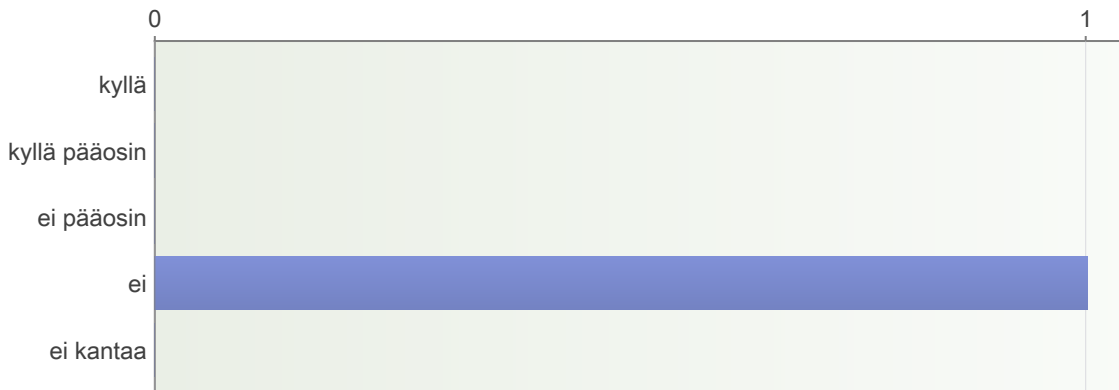 0 1
kyllä
kyllä pääosin
ei pääosin
ei
ei kantaa